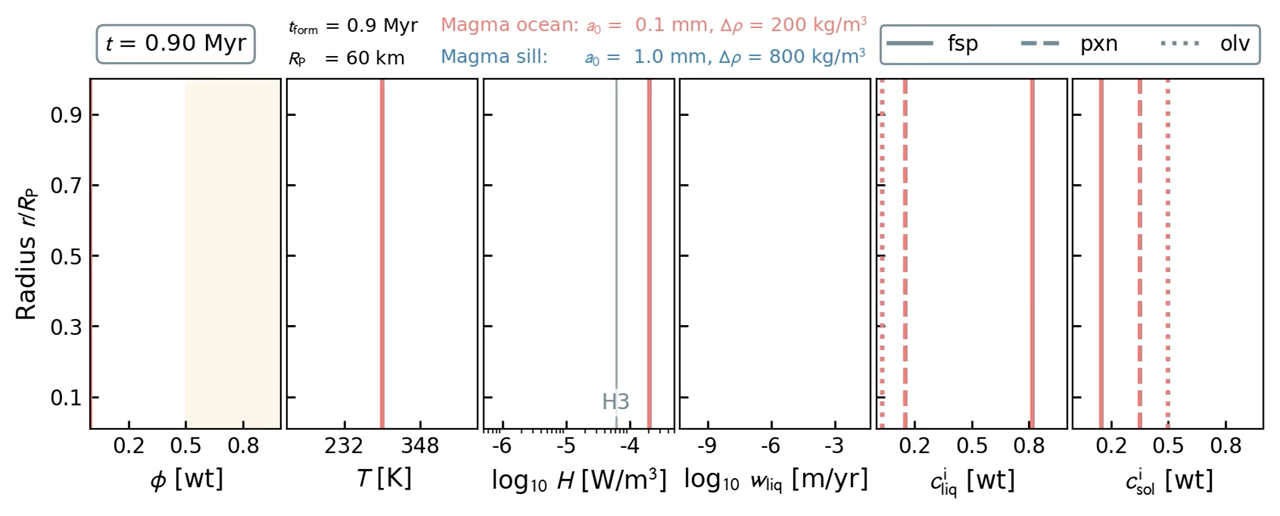 t = 0.90 Myr
t_form = 0.9 Myr
R_P = 60 km
Magma ocean: a₀ = 0.1 mm, Δρ = 200 kg/m³
Magma sill: a₀ = 1.0 mm, Δρ = 800 kg/m³
fsp pxn olv
Radius r/R_P
0.9
0.7
0.5
0.3
0.1
H3
0.2 0.5 0.8
232 348
-6 -5 -4
-9 -6 -3
0.2 0.5 0.8
0.2 0.5 0.8
ϕ [wt]
T [K]
log₁₀ H [W/m³]
log₁₀ w_liq [m/yr]
c^i_liq [wt]
c^i_sol [wt]